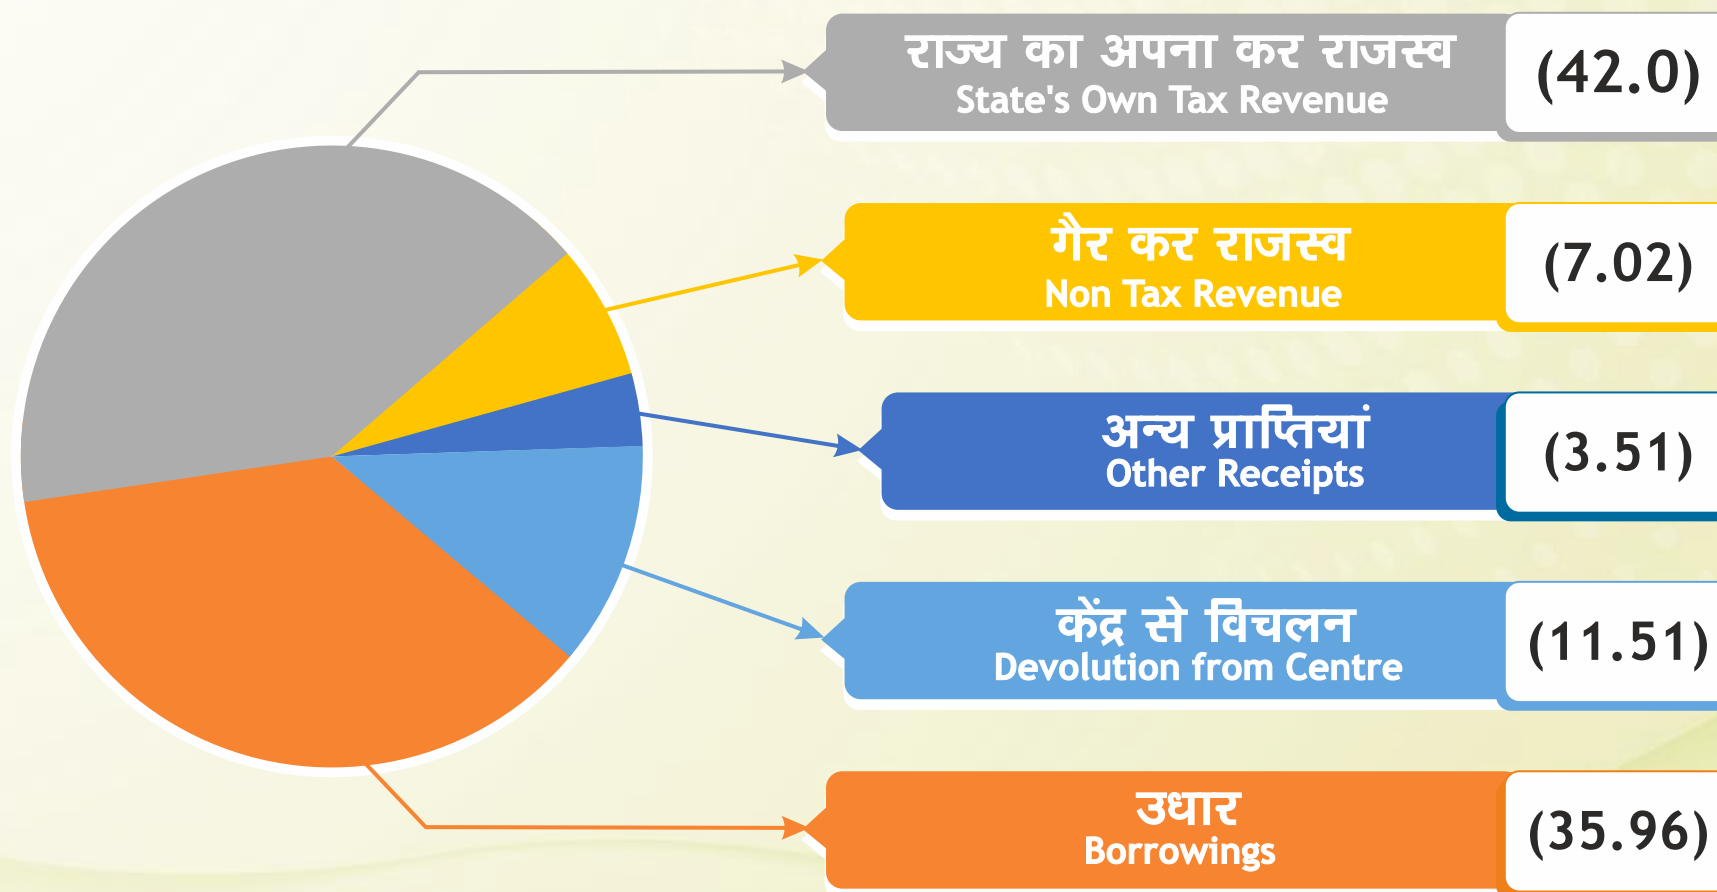 राज्य का अपना कर राजस्व
State's Own Tax Revenue
(42.0)
गैर कर राजस्व
Non Tax Revenue
(7.02)
अन्य प्राप्तियां
Other Receipts
(3.51)
केंद्र से विचलन
Devolution from Centre
(11.51)
उधार
Borrowings
(35.96)